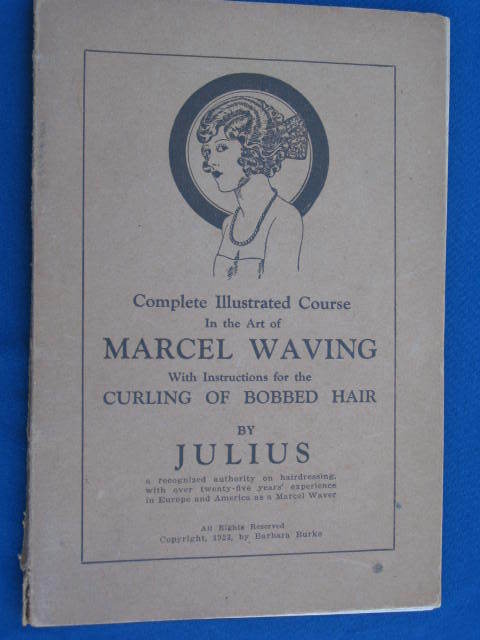 Complete Illustrated Course
In the Art of
MARCEL WAVING
With Instructions for the
CURLING OF BOBBED HAIR
BY
JULIUS
a recognized authority on hairdressing,
with over twenty-five years' experience
in Europe and America as a Marcel Waver
All Rights Reserved
Copyright, 1923, by Barbara Burke